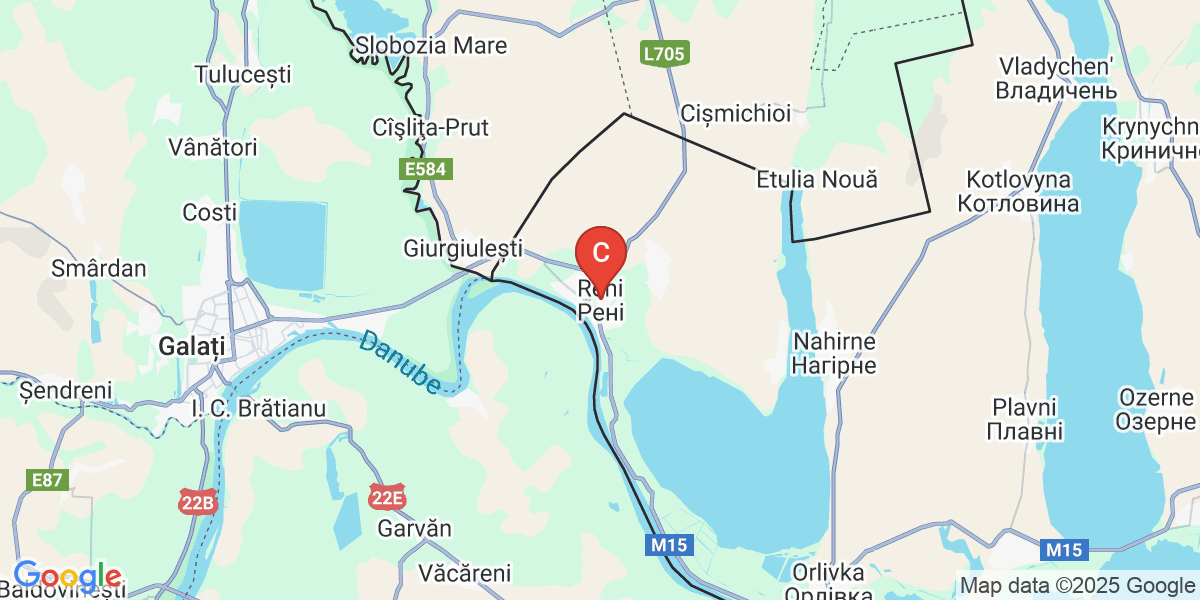 Slobozia Mare
L705
Vladychen'
Владичень
Tulucești
Cișmichioi
Cîşliţa-Prut
Krynychn
Криничне
Vânători
E584
Etulia Nouă
Kotlovyna
Котловина
Costi
Giurgiulești
C
Smârdan
Reni
Рені
Galați
Danube
Nahirne
Нагірне
Șendreni
I. C. Brătianu
Plavni
Плавні
Ozerne
Озерне
E87
22B
22E
Garvăn
M15
M15
Văcăreni
Orlivka
Орлівка
Google
Baldovinești
Map data ©2025 Google